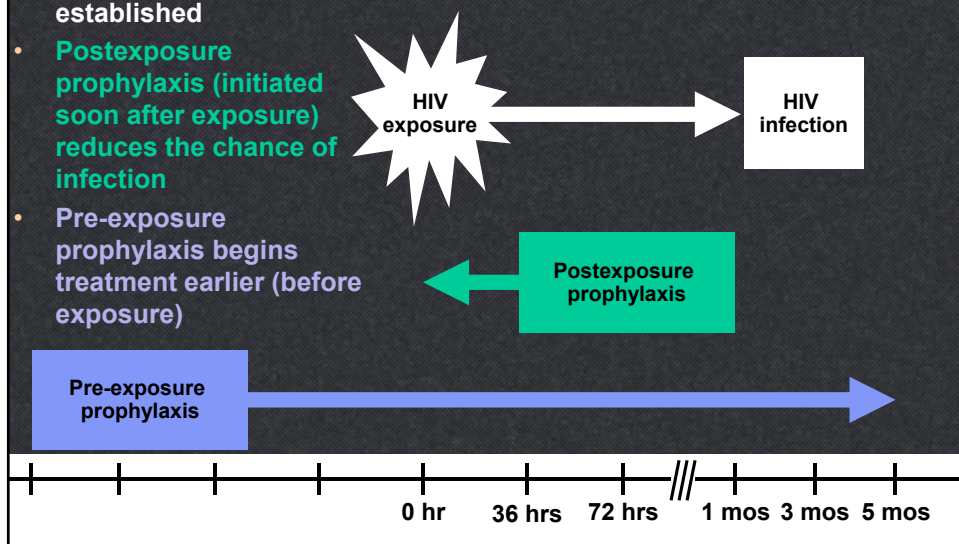 established
• Postexposure
prophylaxis (initiated
soon after exposure)
reduces the chance of
infection
• Pre-exposure
prophylaxis begins
treatment earlier (before
exposure)
HIV
exposure
HIV
infection
Postexposure
prophylaxis
Pre-exposure
prophylaxis
0 hr 36 hrs 72 hrs 1 mos 3 mos 5 mos